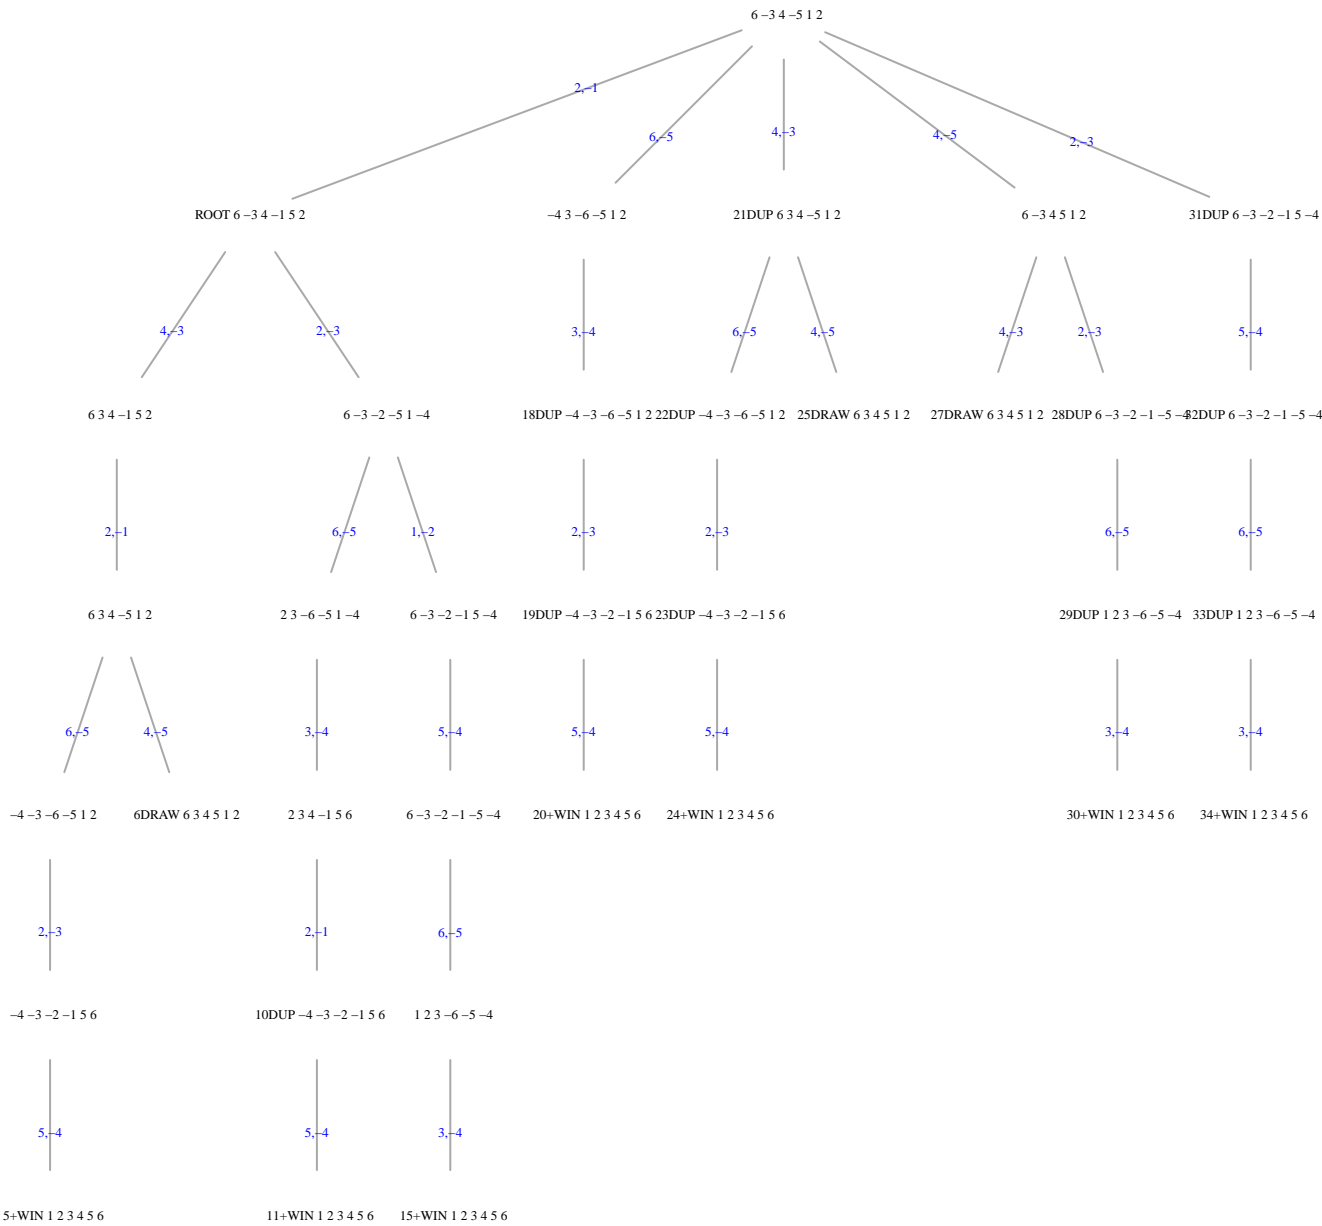 6 −3 4 −5 1 2
2,−1
6,−5
4,−3
4,−5
2,−3
ROOT 6 −3 4 −1 5 2
−4 3 −6 −5 1 2
21DUP 6 3 4 −5 1 2
6 −3 4 5 1 2
31DUP 6 −3 −2 −1 5 −4
4,−3
2,−3
3,−4
6,−5
4,−5
4,−3
2,−3
5,−4
6 3 4 −1 5 2
6 −3 −2 −5 1 −4
18DUP −4 −3 −6 −5 1 2
22DUP −4 −3 −6 −5 1 2
25DRAW 6 3 4 5 1 2
27DRAW 6 3 4 5 1 2
28DUP 6 −3 −2 −1 −5 −4
32DUP 6 −3 −2 −1 −5 −4
2,−1
6,−5
1,−2
2,−3
2,−3
6,−5
6,−5
6 3 4 −5 1 2
2 3 −6 −5 1 −4
6 −3 −2 −1 5 −4
19DUP −4 −3 −2 −1 5 6
23DUP −4 −3 −2 −1 5 6
29DUP 1 2 3 −6 −5 −4
33DUP 1 2 3 −6 −5 −4
6,−5
4,−5
3,−4
5,−4
5,−4
5,−4
3,−4
3,−4
−4 −3 −6 −5 1 2
6DRAW 6 3 4 5 1 2
2 3 4 −1 5 6
6 −3 −2 −1 −5 −4
20+WIN 1 2 3 4 5 6
24+WIN 1 2 3 4 5 6
30+WIN 1 2 3 4 5 6
34+WIN 1 2 3 4 5 6
2,−3
2,−1
6,−5
−4 −3 −2 −1 5 6
10DUP −4 −3 −2 −1 5 6
1 2 3 −6 −5 −4
5,−4
5,−4
3,−4
5+WIN 1 2 3 4 5 6
11+WIN 1 2 3 4 5 6
15+WIN 1 2 3 4 5 6